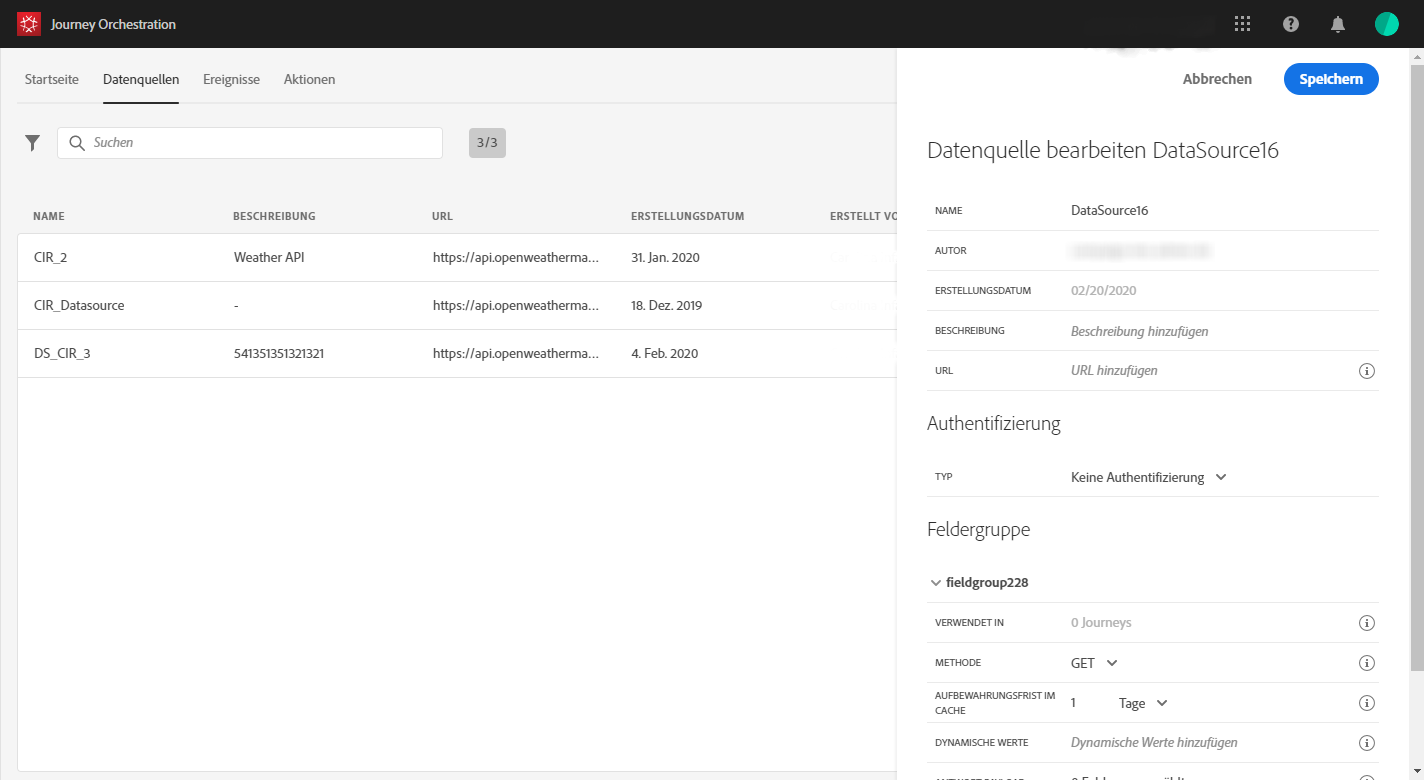 Journey Orchestration
Startseite Datenquellen Ereignisse Aktionen
Abbrechen Speichern
Suchen 3/3
Datenquelle bearbeiten DataSource16
NAME BESCHREIBUNG URL ERSTELLUNGSDATUM ERSTELLT
CIR_2 Weather API https://api.openweatherma... 31. Jan. 2020
CIR_Datasource - https://api.openweatherma... 18. Dez. 2019
DS_CIR_3 541351351321321 https://api.openweatherma... 4. Feb. 2020
NAME DataSource16
AUTOR
ERSTELLUNGSDATUM 02/20/2020
BESCHREIBUNG Beschreibung hinzufügen
URL URL hinzufügen
Authentifizierung
TYP Keine Authentifizierung
Feldergruppe
fieldgroup228
VERWENDET IN 0 Journeys
METHODE GET
AUFBEWAHRUNGSFRIST IM
CACHE 1 Tage
DYNAMISCHE WERTE Dynamische Werte hinzufügen